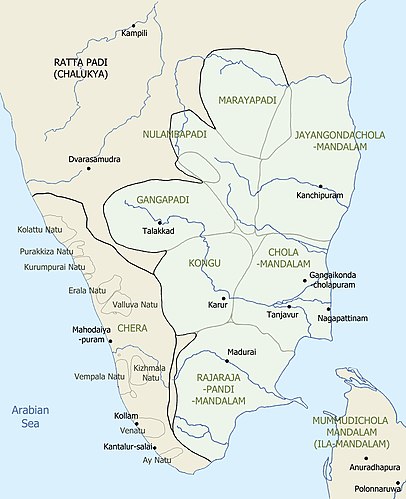 Kampili
RATTA PADI
(CHALUKYA)
MARAYAPADI
NULAMBAPADI
JAYANGONDACHOLA
-MANDALAM
Dvarasamudra
Kanchipuram
GANGAPADI
Talakkad
Kolattu Natu
Purakkiza Natu
Kurumpurai Natu
KONGU
CHOLA
-MANDALAM
Gangaikonda
-cholapuram
Erala Natu
Valluva Natu
Karur
Tanjavur
Nagapattinam
Mahodaiya
-puram
CHERA
Madurai
Kizhmala
Natu
Vempala Natu
RAJARAJA
-PANDI
-MANDALAM
Arabian
Sea
Kollam
Venatu
MUMMUDICHOLA
MANDALAM
(ILA-MANDALAM)
Kantalur-salai
Ay Natu
Anuradhapura
Polonnaruwa